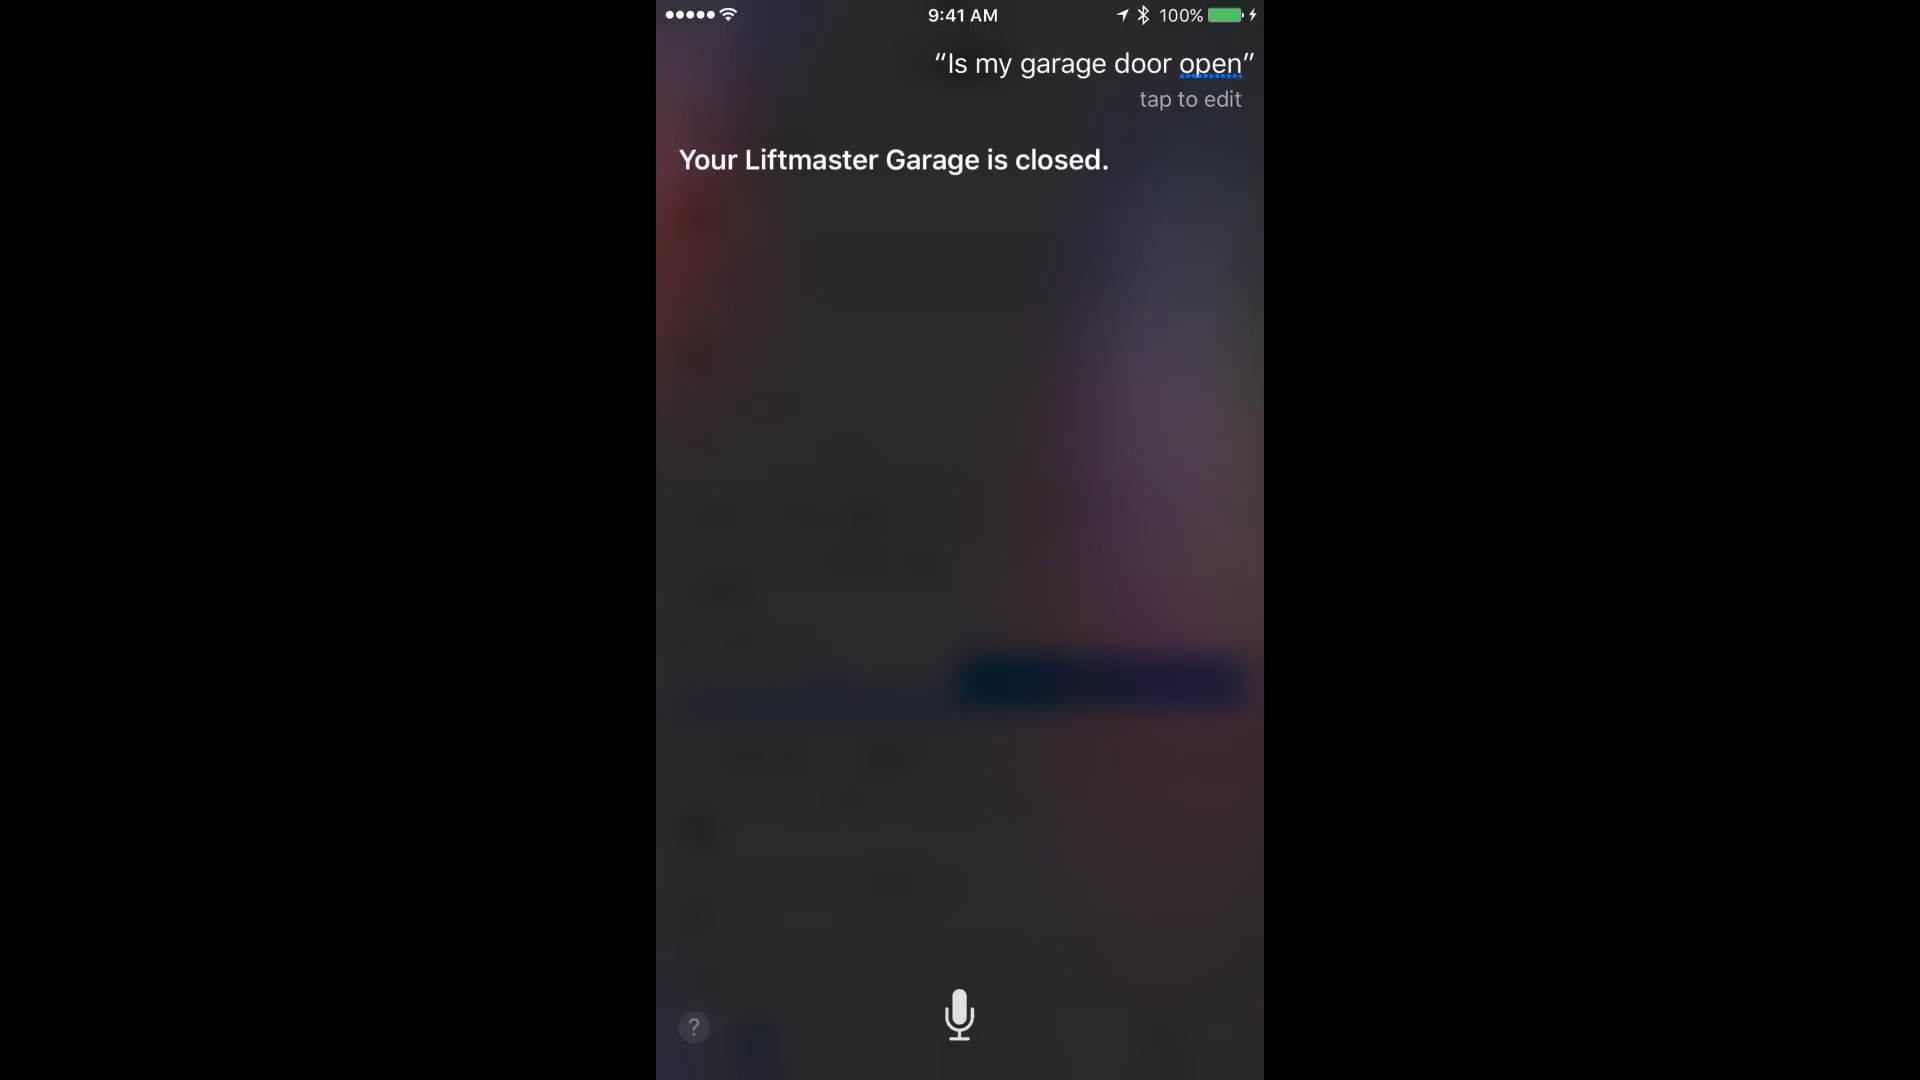 9:41 AM
100%
“Is my garage door open”
tap to edit
Your Liftmaster Garage is closed.
?